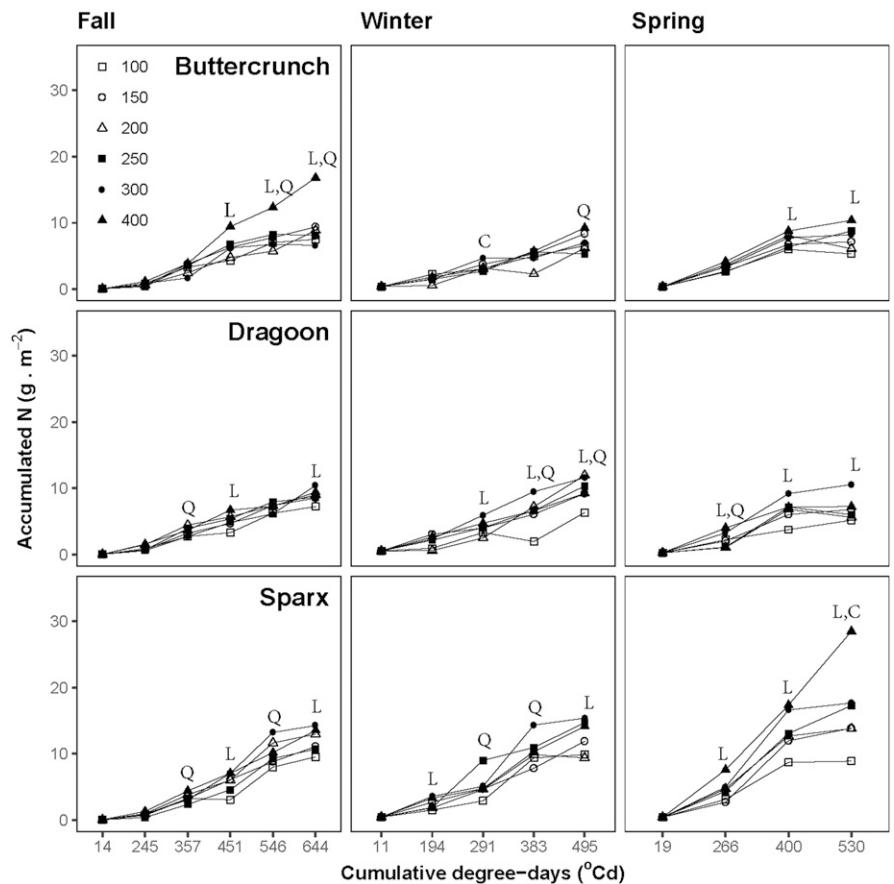 Fall Winter Spring
Buttercrunch
100
150
200
250
300
400
30
20
10
0
L
L,Q
L,Q
C
Q
L
L
Dragoon
30
20
10
0
Q
L
L
L
L,Q
L,Q
L,Q
L
L
Sparx
30
20
10
0
Q
L
Q
L
L
Q
Q
L
L
L
L,C
14 245 357 451 546 644 11 194 291 383 495 19 266 400 530
Accumulated N (g . m⁻²)
Cumulative degree−days (°Cd)